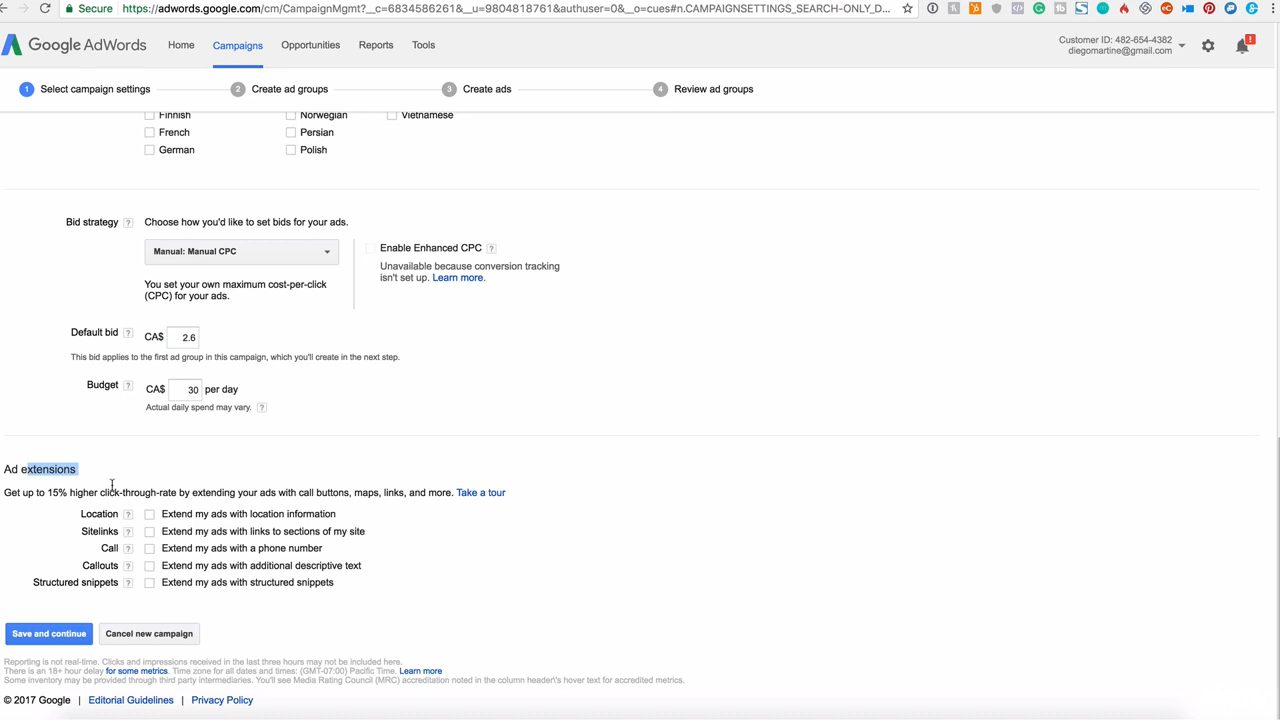 Secure https://adwords.google.com/cm/CampaignMgmt?__c=6834586261&__u=9804818761&authuser=0&__o=cues#n.CAMPAIGNSETTINGS_SEARCH-ONLY_D...
Google AdWords Home Campaigns Opportunities Reports Tools
Customer ID: 482-654-4382
diegomartine@gmail.com
1 Select campaign settings 2 Create ad groups 3 Create ads 4 Review ad groups
Finnish Norwegian Vietnamese
French Persian
German Polish
Bid strategy ? Choose how you'd like to set bids for your ads.
Manual: Manual CPC Enable Enhanced CPC ?
Unavailable because conversion tracking
isn't set up. Learn more.
You set your own maximum cost-per-click
(CPC) for your ads.
Default bid ? CA$ 2.6
This bid applies to the first ad group in this campaign, which you'll create in the next step.
Budget ? CA$ 30 per day
Actual daily spend may vary. ?
Ad extensions
Get up to 15% higher click-through-rate by extending your ads with call buttons, maps, links, and more. Take a tour
Location ? Extend my ads with location information
Sitelinks ? Extend my ads with links to sections of my site
Call ? Extend my ads with a phone number
Callouts ? Extend my ads with additional descriptive text
Structured snippets ? Extend my ads with structured snippets
Save and continue Cancel new campaign
Reporting is not real-time. Clicks and impressions received in the last three hours may not be included here.
There is an 18+ hour delay for some metrics. Time zone for all dates and times: (GMT-07:00) Pacific Time. Learn more
Some inventory may be provided through third party intermediaries. You'll see Media Rating Council (MRC) accreditation noted in the column header's hover text for accredited metrics.
© 2017 Google | Editorial Guidelines | Privacy Policy